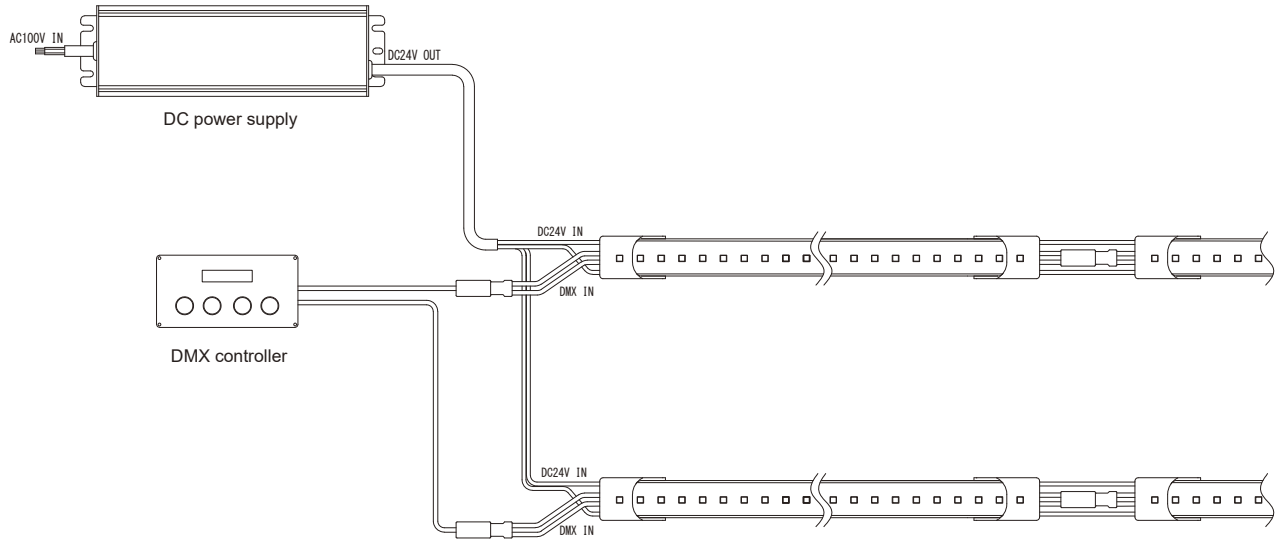 AC100V IN
DC24V OUT
DC power supply
DC24V IN
DMX IN
DMX controller
DC24V IN
DMX IN